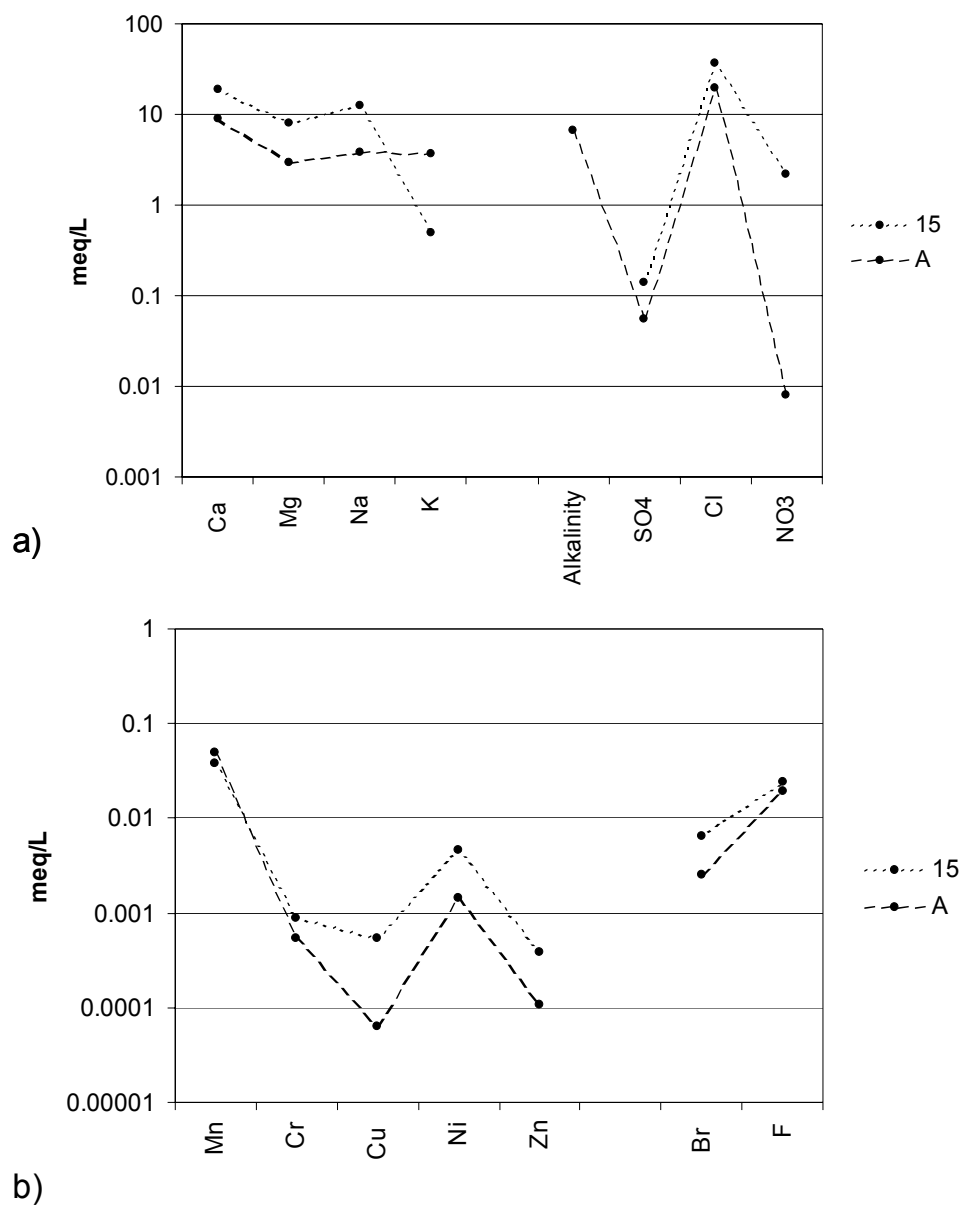 100
10
1
0.1
0.01
0.001
meq/L
Ca
Mg
Na
K
Alkalinity
SO4
Cl
NO3
15
A
a)
1
0.1
0.01
0.001
0.0001
0.00001
meq/L
Mn
Cr
Cu
Ni
Zn
Br
F
15
A
b)